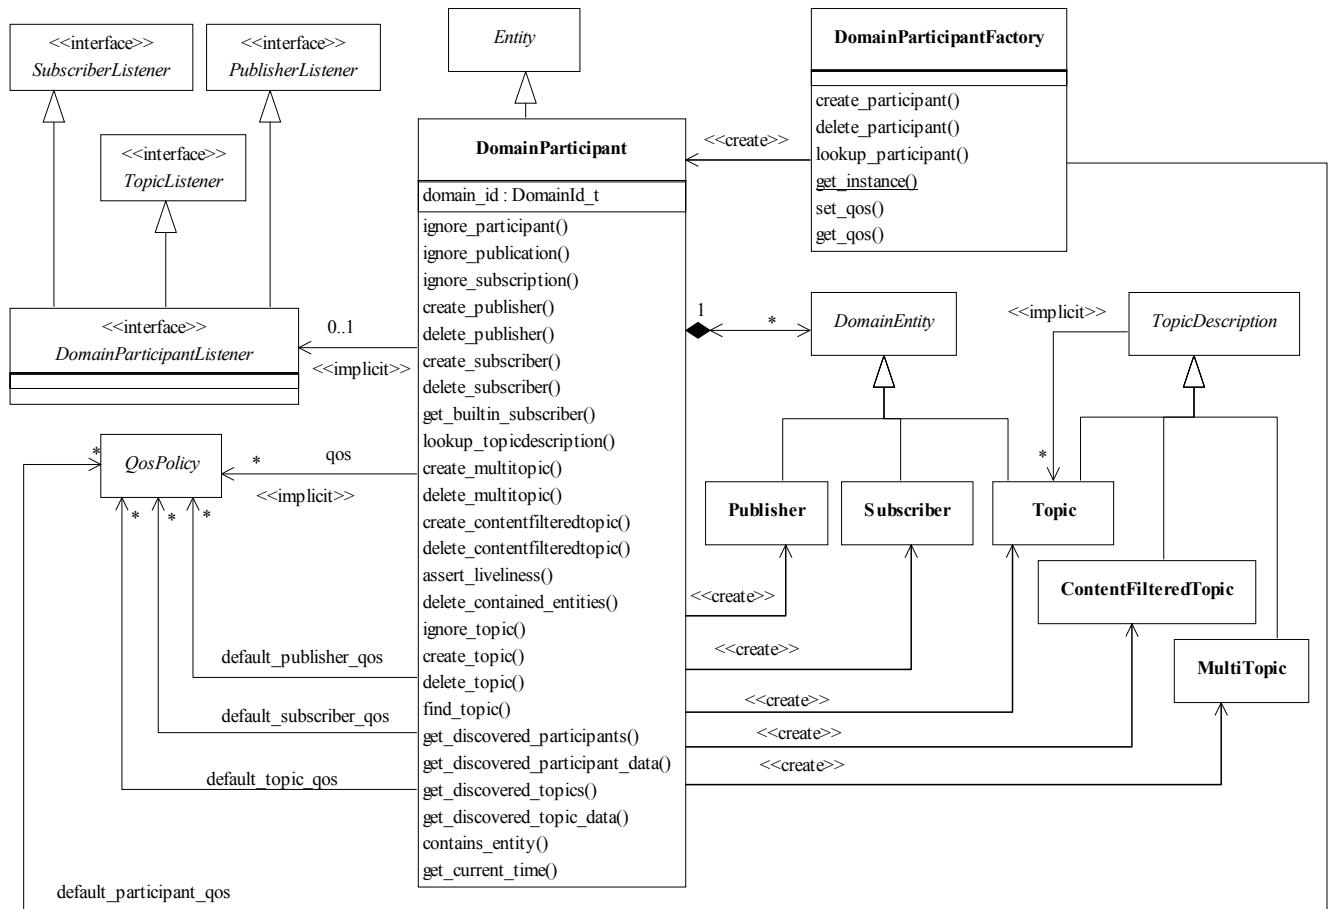 <<interface>>
SubscriberListener
<<interface>>
PublisherListener
<<interface>>
TopicListener
<<interface>>
DomainParticipantListener
0..1
<<implicit>>
Entity
DomainParticipant
domain_id : DomainId_t
ignore_participant()
ignore_publication()
ignore_subscription()
create_publisher()
delete_publisher()
create_subscriber()
delete_subscriber()
get_builtin_subscriber()
lookup_topicdescription()
create_multitopic()
delete_multitopic()
create_contentfilteredtopic()
delete_contentfilteredtopic()
assert_liveliness()
delete_contained_entities()
ignore_topic()
create_topic()
delete_topic()
find_topic()
get_discovered_participants()
get_discovered_participant_data()
get_discovered_topics()
get_discovered_topic_data()
contains_entity()
get_current_time()
<<create>>
DomainParticipantFactory
create_participant()
delete_participant()
lookup_participant()
get_instance()
set_qos()
get_qos()
1
*
DomainEntity
<<implicit>>
TopicDescription
*
Publisher
Subscriber
Topic
ContentFilteredTopic
MultiTopic
<<create>>
<<create>>
<<create>>
<<create>>
<<create>>
*
QosPolicy
*
qos
<<implicit>>
*
*
*
default_publisher_qos
default_subscriber_qos
default_topic_qos
default_participant_qos